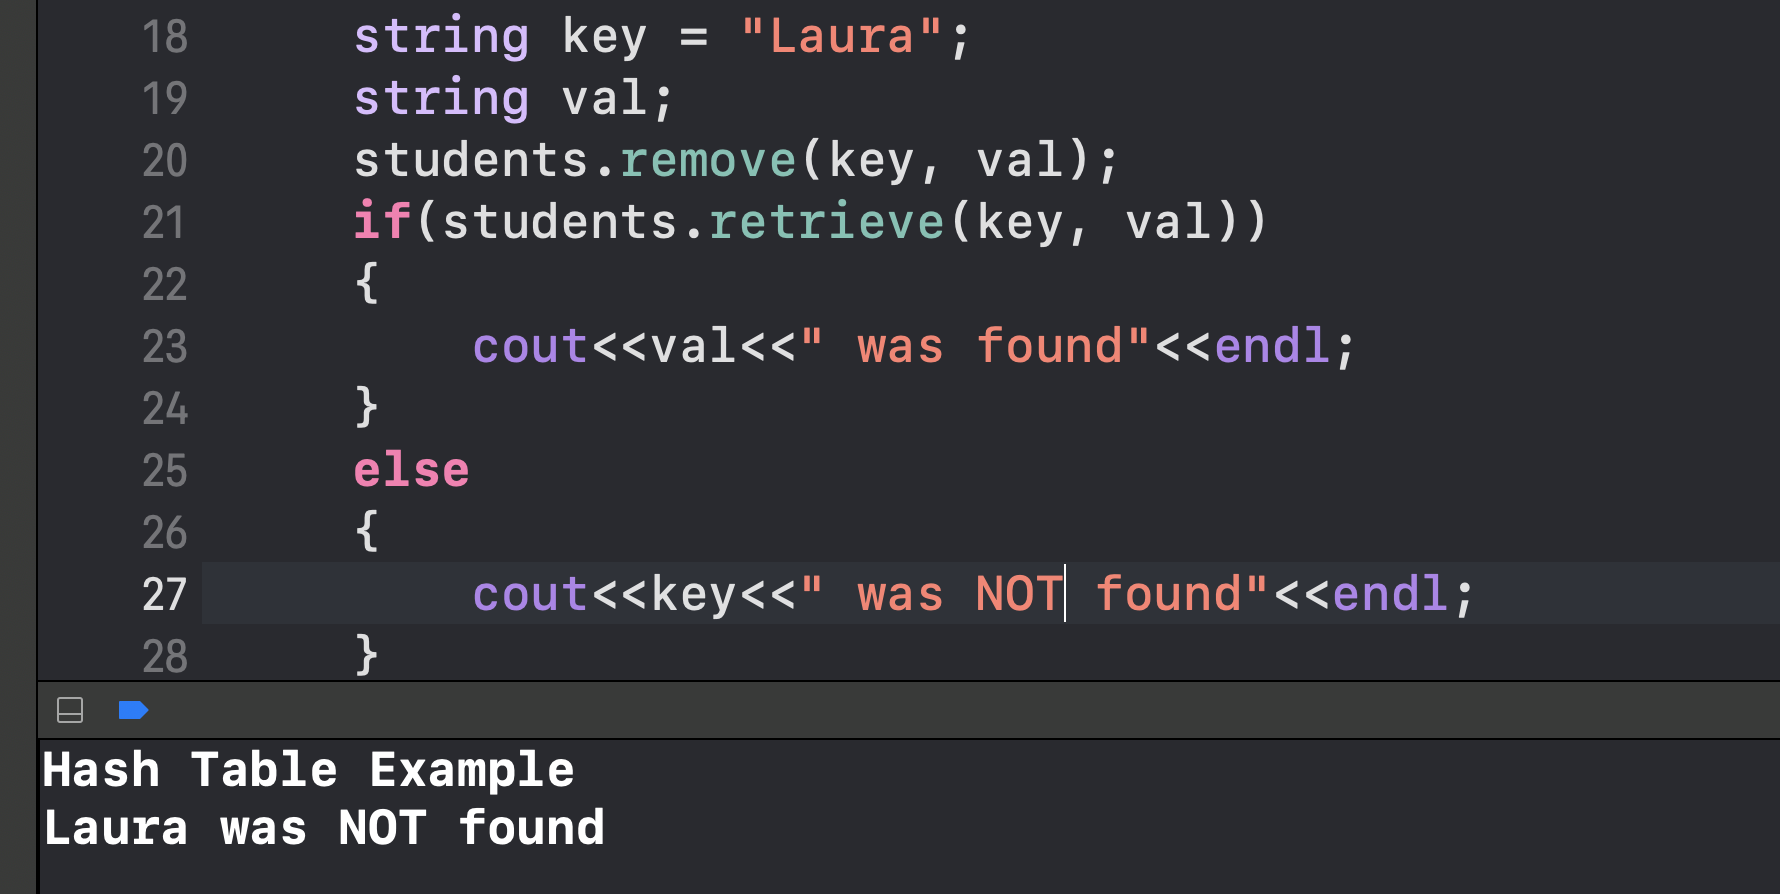 18 string key = "Laura";
19 string val;
20 students.remove(key, val);
21 if(students.retrieve(key, val))
22 {
23 cout<<val<<" was found"<<endl;
24 }
25 else
26 {
27 cout<<key<<" was NOT found"<<endl;
28 }
Hash Table Example
Laura was NOT found